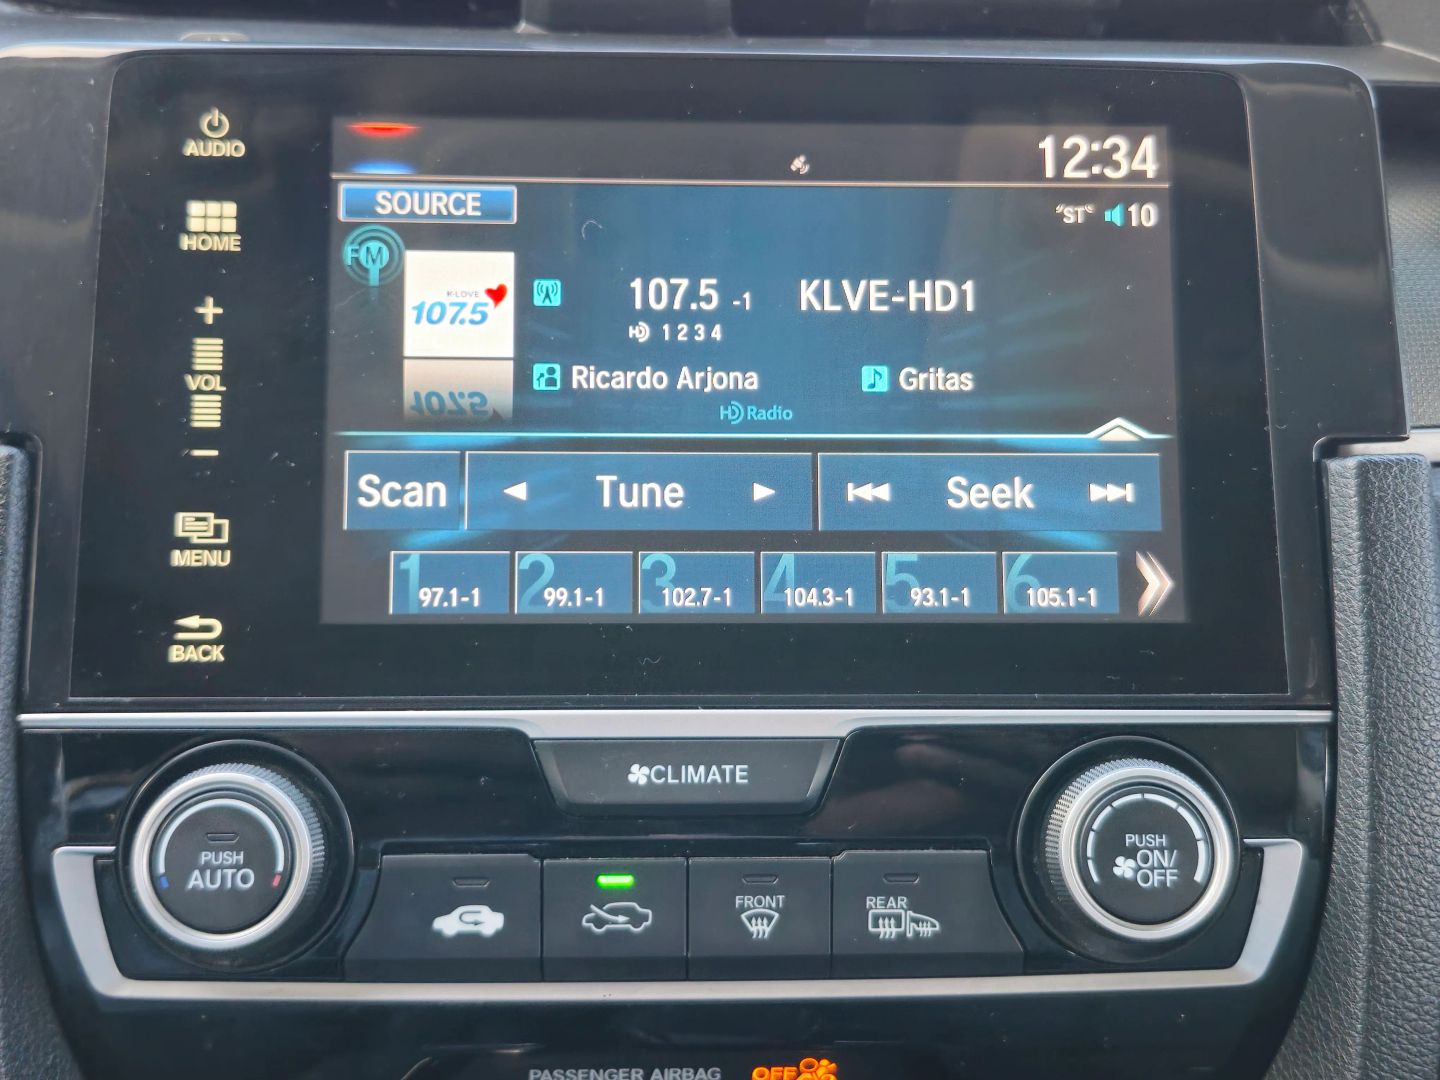 AUDIO
12:34
SOURCE
"ST" 10
HOME
FM
K-LOVE
107.5
107.5 -1 KLVE-HD1
HD 1 2 3 4
VOL
Ricardo Arjona Gritas
HD Radio
Scan Tune Seek
MENU
1 97.1-1 2 99.1-1 3 102.7-1 4 104.3-1 5 93.1-1 6 105.1-1
BACK
CLIMATE
PUSH
AUTO
FRONT
REAR
PUSH
ON/
OFF
PASSENGER AIRBAG OFF